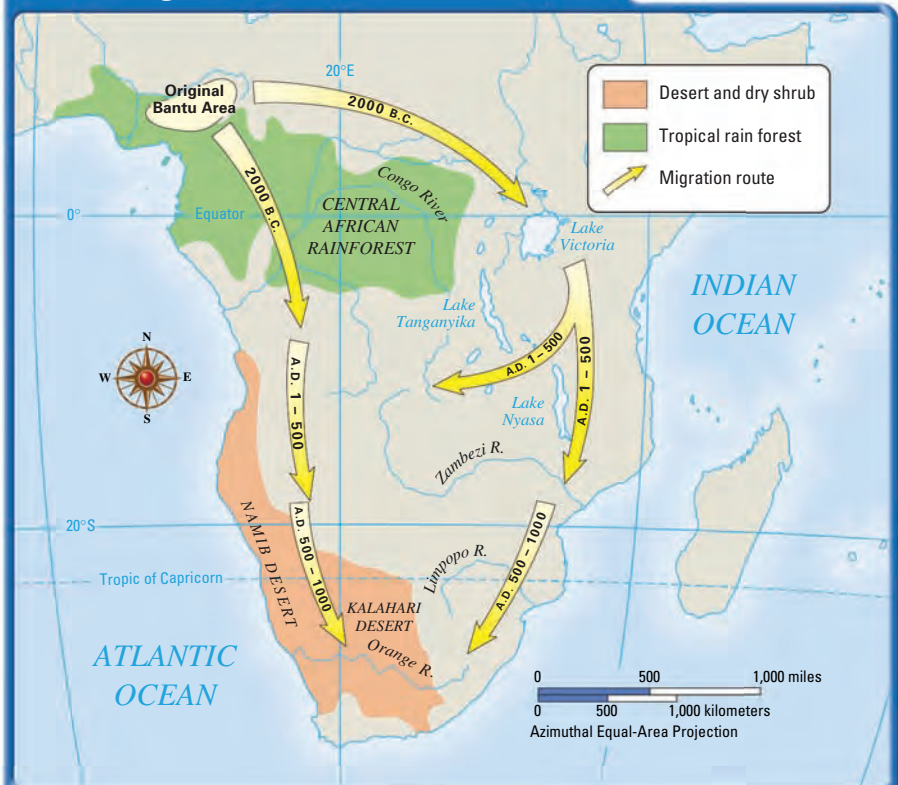 20°E
Original
Bantu Area
2000 B.C.
2000 B.C.
Desert and dry shrub
Tropical rain forest
Migration route
Congo River
CENTRAL
AFRICAN
RAINFOREST
0°
Equator
Lake
Victoria
INDIAN
OCEAN
Lake
Tanganyika
N
W
E
S
A.D. 1 – 500
A.D. 1 – 500
A.D. 1 – 500
Lake
Nyasa
Zambezi R.
20°S
NAMIB DESERT
A.D. 500 – 1000
A.D. 500 – 1000
Limpopo R.
Tropic of Capricorn
KALAHARI
DESERT
Orange R.
ATLANTIC
OCEAN
0 500 1,000 miles
0 500 1,000 kilometers
Azimuthal Equal-Area Projection